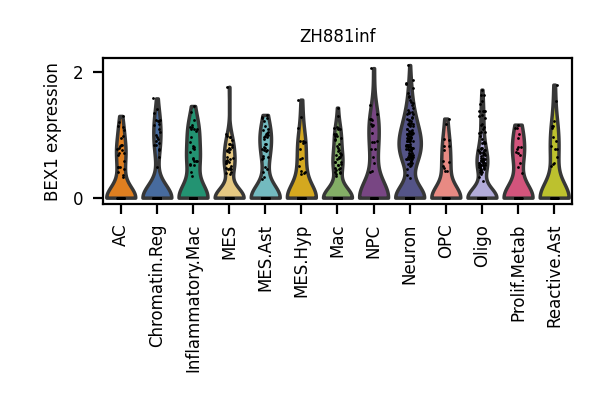 ZH881inf
BEX1 expression
2
0
AC
Chromatin.Reg
Inflammatory.Mac
MES
MES.Ast
MES.Hyp
Mac
NPC
Neuron
OPC
Oligo
Prolif.Metab
Reactive.Ast